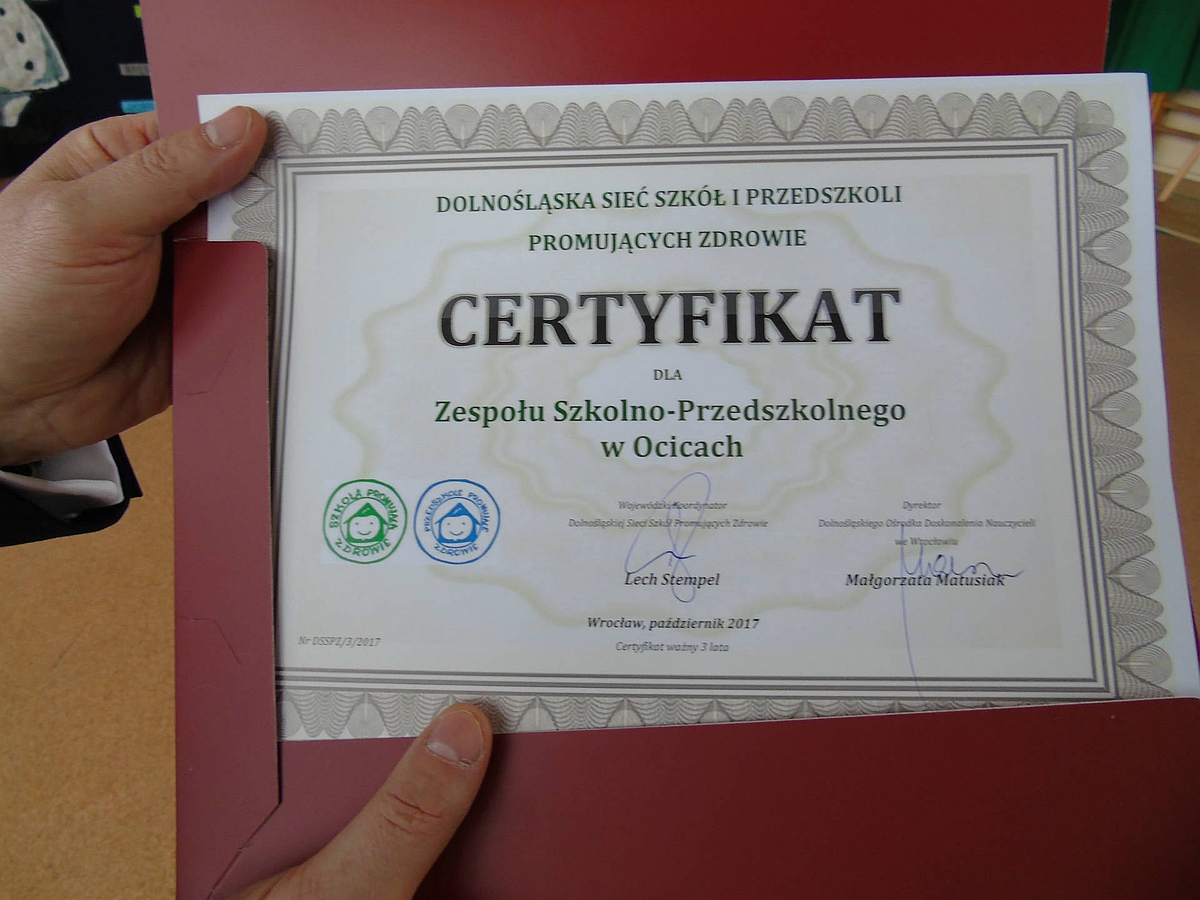 DOLNOŚLĄSKA SIEĆ SZKÓŁ I PRZEDSZKOLI
PROMUJĄCYCH ZDROWIE
CERTYFIKAT
DLA
Zespołu Szkolno-Przedszkolnego
w Ocicach
SZKOŁA PROMUJĄCA ZDROWIE
PRZEDSZKOLE PROMUJĄCE ZDROWIE
Wojewódzki Koordynator
Dolnośląskiej Sieci Szkół Promujących Zdrowie
Lech Stempel
Dyrektor
Dolnośląskiego Ośrodka Doskonalenia Nauczycieli
we Wrocławiu
Małgorzata Matusiak
Wrocław, październik 2017
Certyfikat ważny 3 lata
Nr DSSPZ/3/2017